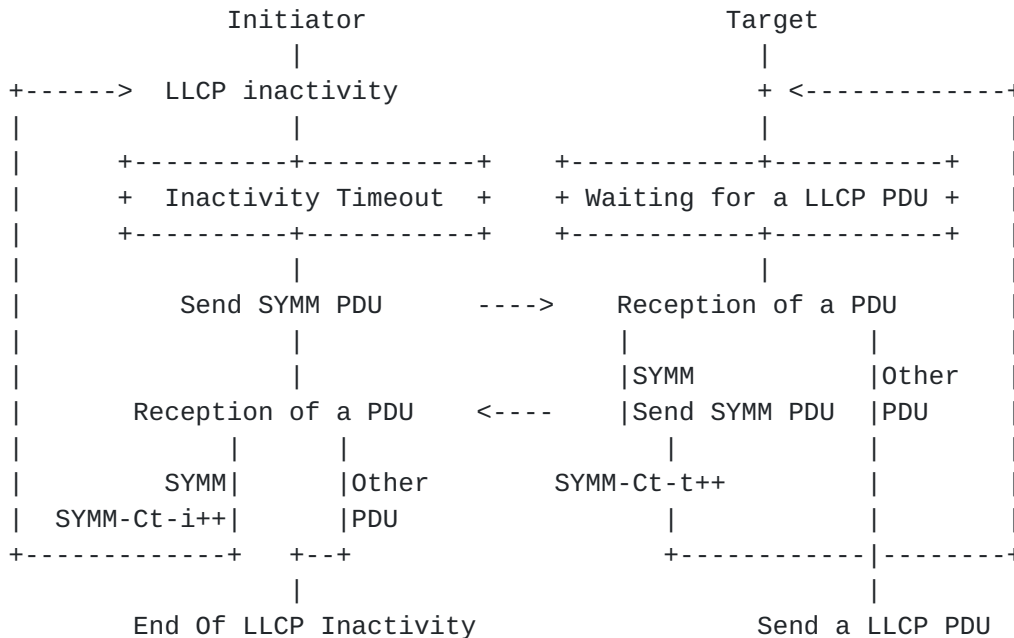 Initiator Target
LLCP inactivity
Inactivity Timeout Waiting for a LLCP PDU
Send SYMM PDU Reception of a PDU
SYMM Other
Reception of a PDU Send SYMM PDU PDU
SYMM Other SYMM-Ct-t++
SYMM-Ct-i++ PDU
End Of LLCP Inactivity Send a LLCP PDU